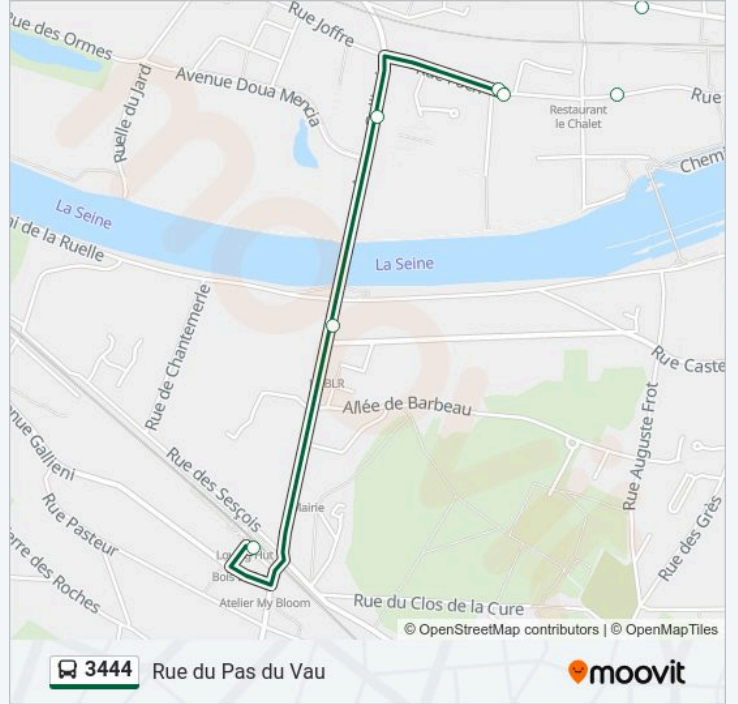 Rue Joffre
ue des Ormes
Avenue Doua Mencia
Ruelle du Jard
Restaurant
le Chalet
Rue
Chemi
La Seine
ai de la Ruelle
La Seine
Rue de Chantemerle
Rue Caste
BLR
Allée de Barbeau
Rue Auguste Frot
enue Gallieni
Rue des Sesçois
Rue Pasteur
Mairie
Rue des Grès
erre des Roches
Atelier My Bloom
Rue du Clos de la Cure
© OpenStreetMap contributors | © OpenMapTiles
3444 Rue du Pas du Vau
moovit